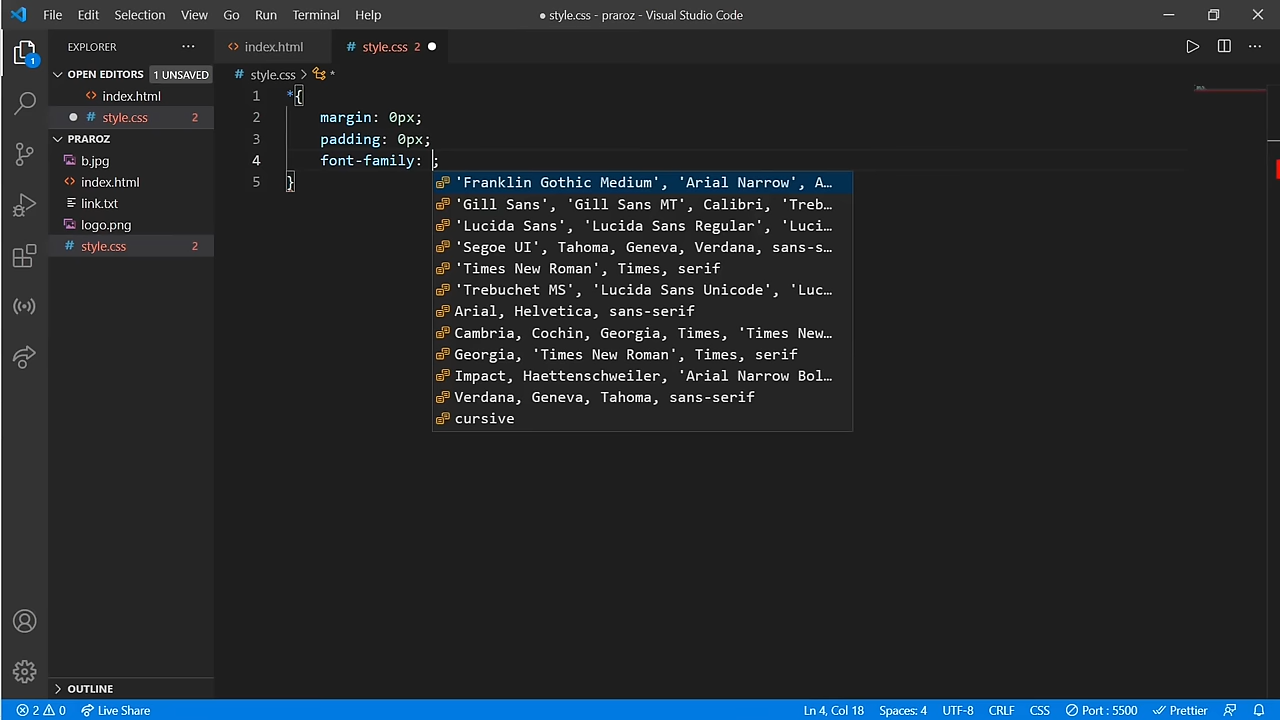 File Edit Selection View Go Run Terminal Help ● style.css - praroz - Visual Studio Code
EXPLORER ···
<> index.html # style.css 2 ●
OPEN EDITORS 1 UNSAVED
<> index.html
● # style.css 2
PRAROZ
b.jpg
<> index.html
link.txt
logo.png
# style.css 2
OUTLINE
# style.css > *
1 *{
2 margin: 0px;
3 padding: 0px;
4 font-family: ;
5 }
'Franklin Gothic Medium', 'Arial Narrow', A…
'Gill Sans', 'Gill Sans MT', Calibri, 'Treb…
'Lucida Sans', 'Lucida Sans Regular', 'Luci…
'Segoe UI', Tahoma, Geneva, Verdana, sans-s…
'Times New Roman', Times, serif
'Trebuchet MS', 'Lucida Sans Unicode', 'Luc…
Arial, Helvetica, sans-serif
Cambria, Cochin, Georgia, Times, 'Times New…
Georgia, 'Times New Roman', Times, serif
Impact, Haettenschweiler, 'Arial Narrow Bol…
Verdana, Geneva, Tahoma, sans-serif
cursive
1
2 0 Live Share Ln 4, Col 18 Spaces: 4 UTF-8 CRLF CSS Port : 5500 Prettier